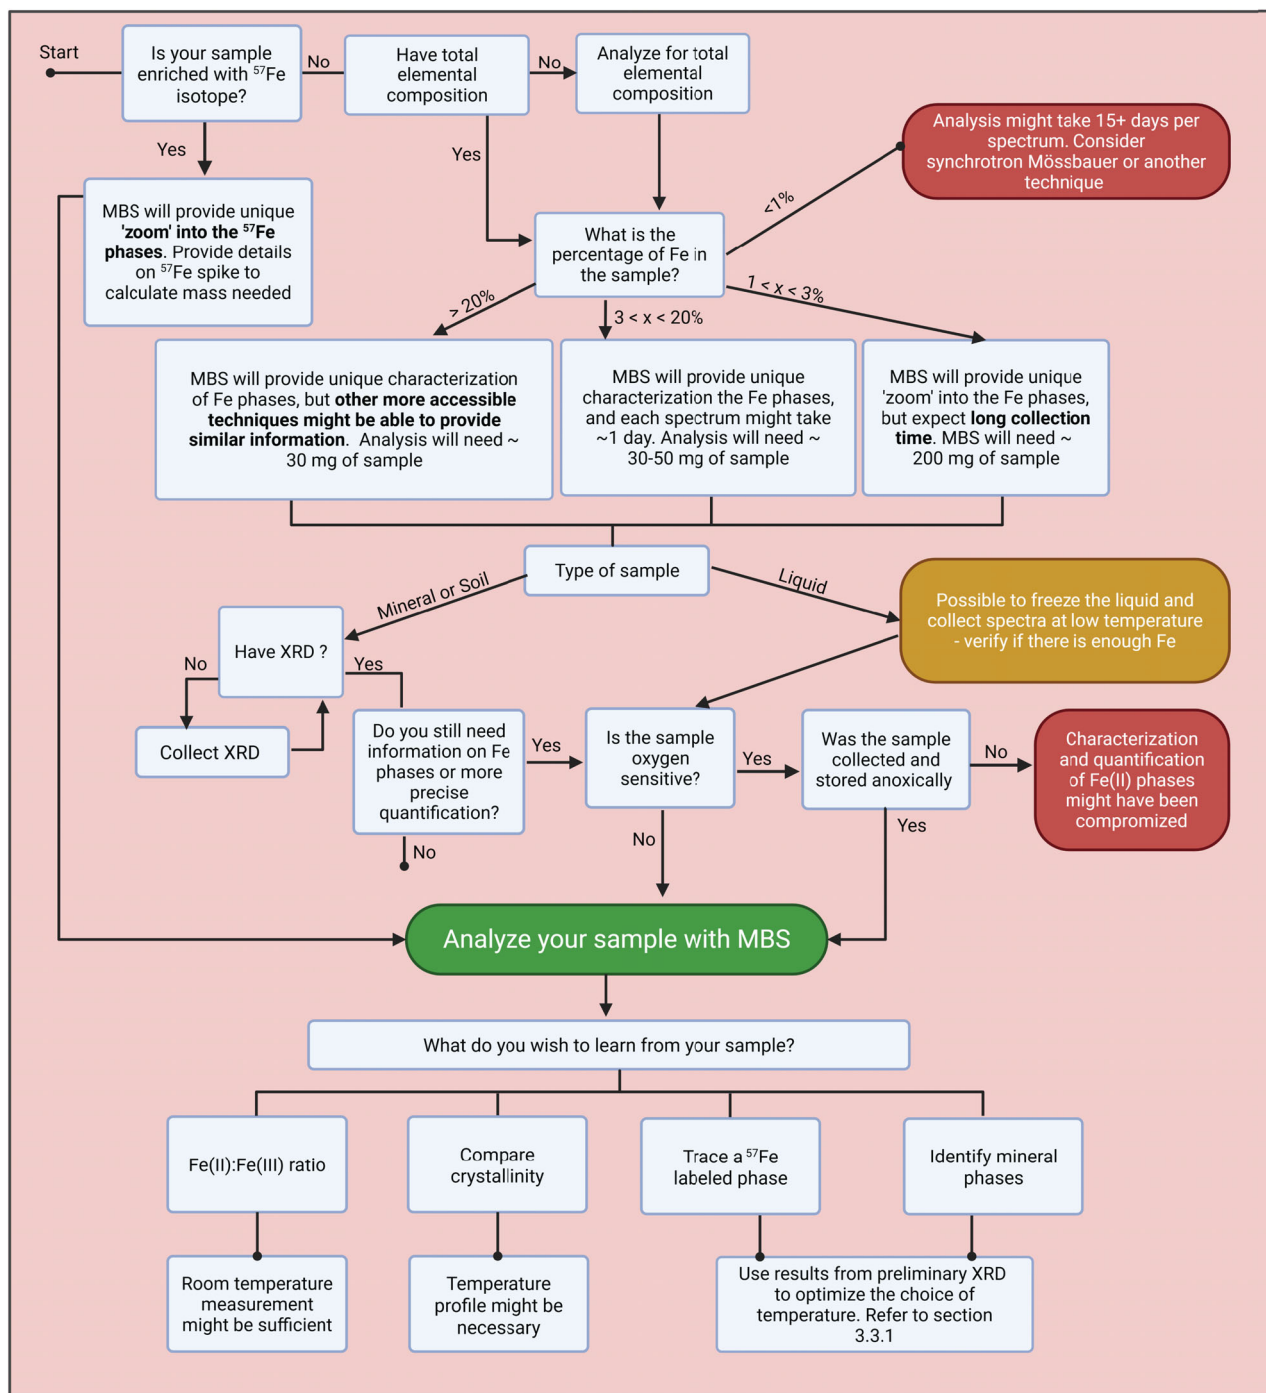 Start
Is your sample
enriched with ⁵⁷Fe
isotope?
No
Have total
elemental
composition
No
Analyze for total
elemental
composition
Yes
Yes
Analysis might take 15+ days per
spectrum. Consider
synchrotron Mössbauer or another
technique
<1%
MBS will provide unique
'zoom' into the ⁵⁷Fe
phases. Provide details
on ⁵⁷Fe spike to
calculate mass needed
What is the
percentage of Fe in
the sample?
> 20%
3 < x < 20%
1 < x < 3%
MBS will provide unique characterization
of Fe phases, but other more accessible
techniques might be able to provide
similar information. Analysis will need ~
30 mg of sample
MBS will provide unique
characterization the Fe phases,
and each spectrum might take
~1 day. Analysis will need ~
30-50 mg of sample
MBS will provide unique
'zoom' into the Fe phases,
but expect long collection
time. MBS will need ~
200 mg of sample
Type of sample
Mineral or Soil
Liquid
Possible to freeze the liquid and
collect spectra at low temperature
- verify if there is enough Fe
Have XRD ?
No
Yes
Collect XRD
Do you still need
information on Fe
phases or more
precise
quantification?
Yes
No
Is the sample
oxygen
sensitive?
Yes
No
Was the sample
collected and
stored anoxically
No
Yes
Characterization
and quantification
of Fe(II) phases
might have been
compromized
Analyze your sample with MBS
What do you wish to learn from your sample?
Fe(II):Fe(III) ratio
Compare
crystallinity
Trace a ⁵⁷Fe
labeled phase
Identify mineral
phases
Room temperature
measurement
might be sufficient
Temperature
profile might be
necessary
Use results from preliminary XRD
to optimize the choice of
temperature. Refer to section
3.3.1